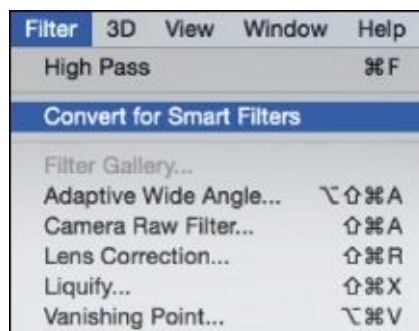 Filter 3D View Window Help
High Pass ⌘F
Convert for Smart Filters
Filter Gallery...
Adaptive Wide Angle... ⌥⇧⌘A
Camera Raw Filter... ⇧⌘A
Lens Correction... ⇧⌘R
Liquify... ⇧⌘X
Vanishing Point... ⌥⌘V